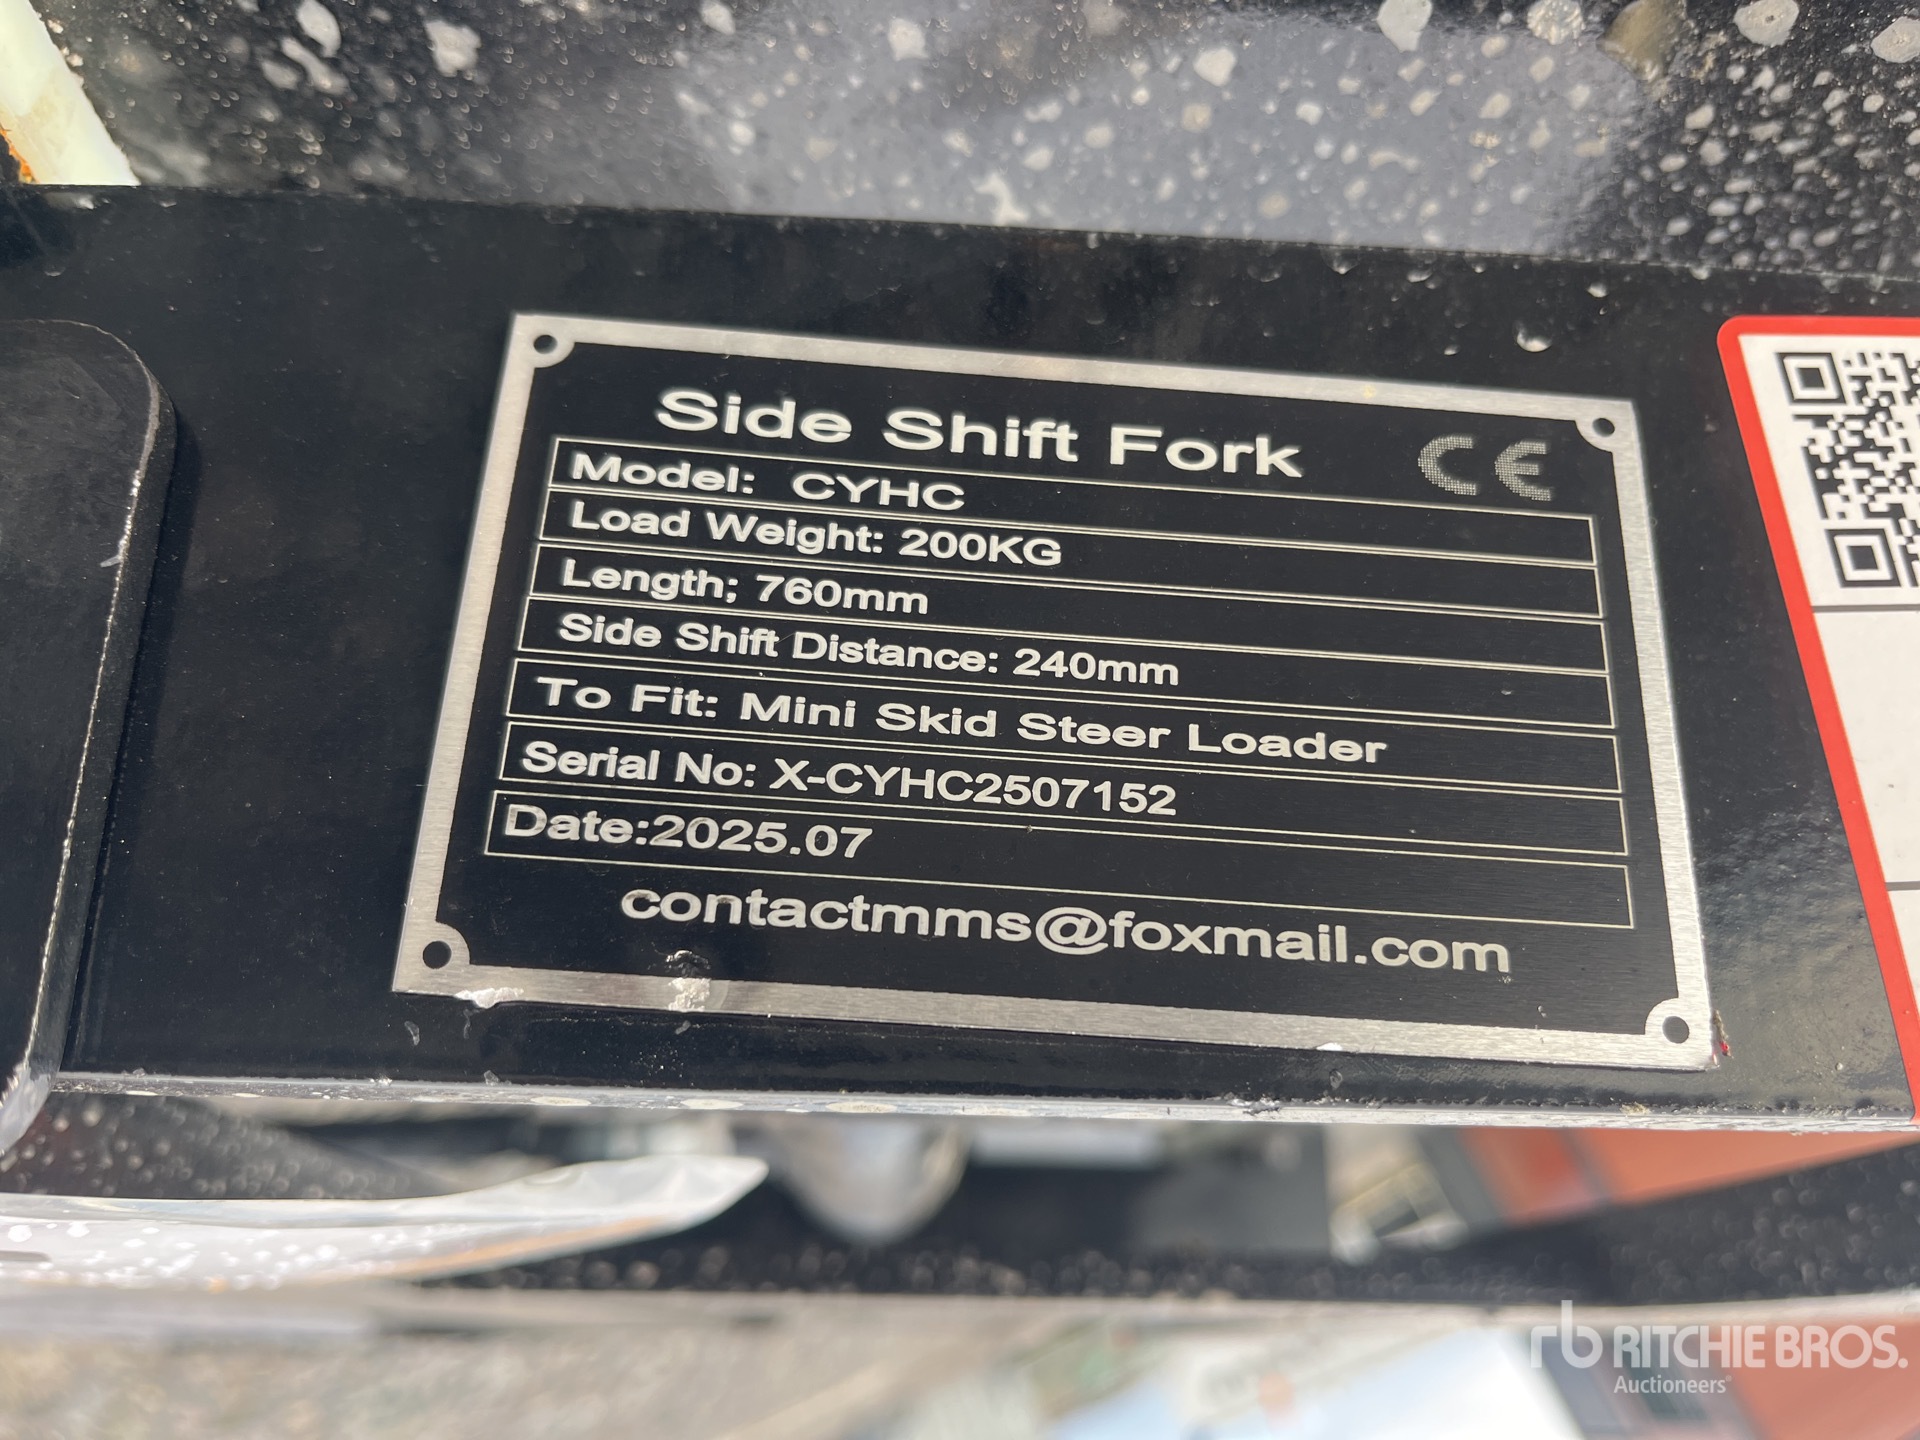 Side Shift Fork
CE
Model: CYHC
Load Weight: 200KG
Length; 760mm
Side Shift Distance: 240mm
To Fit: Mini Skid Steer Loader
Serial No: X-CYHC2507152
Date:2025.07
contactmms@foxmail.com
rb RITCHIE BROS.
Auctioneers